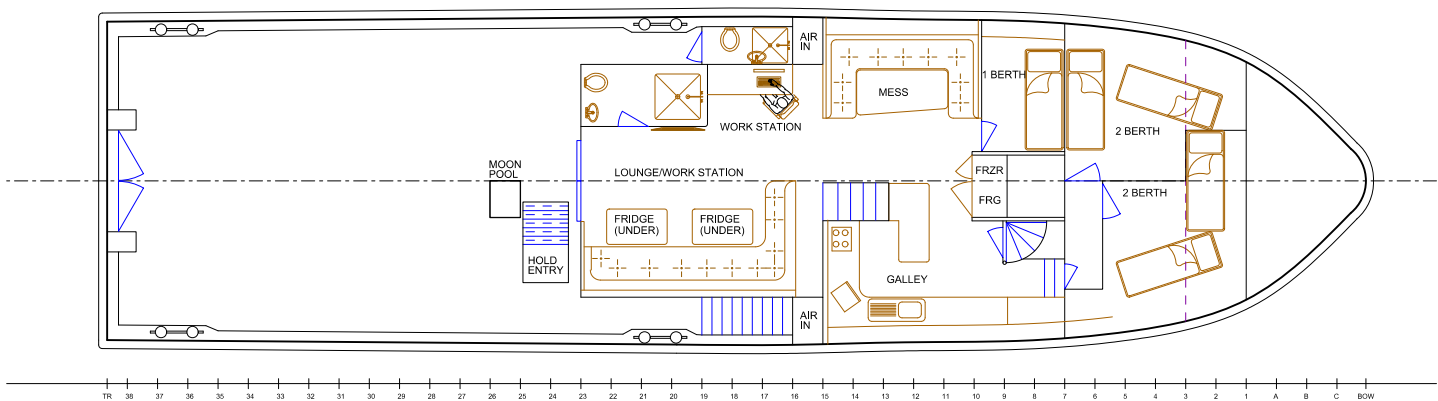 AIR
IN
1 BERTH
MESS
WORK STATION
2 BERTH
MOON
POOL
LOUNGE/WORK STATION
FRZR
FRG
2 BERTH
FRIDGE
(UNDER)
FRIDGE
(UNDER)
HOLD
ENTRY
GALLEY
AIR
IN
TR 38 37 36 35 34 33 32 31 30 29 28 27 26 25 24 23 22 21 20 19 18 17 16 15 14 13 12 11 10 9 8 7 6 5 4 3 2 1 A B C BOW